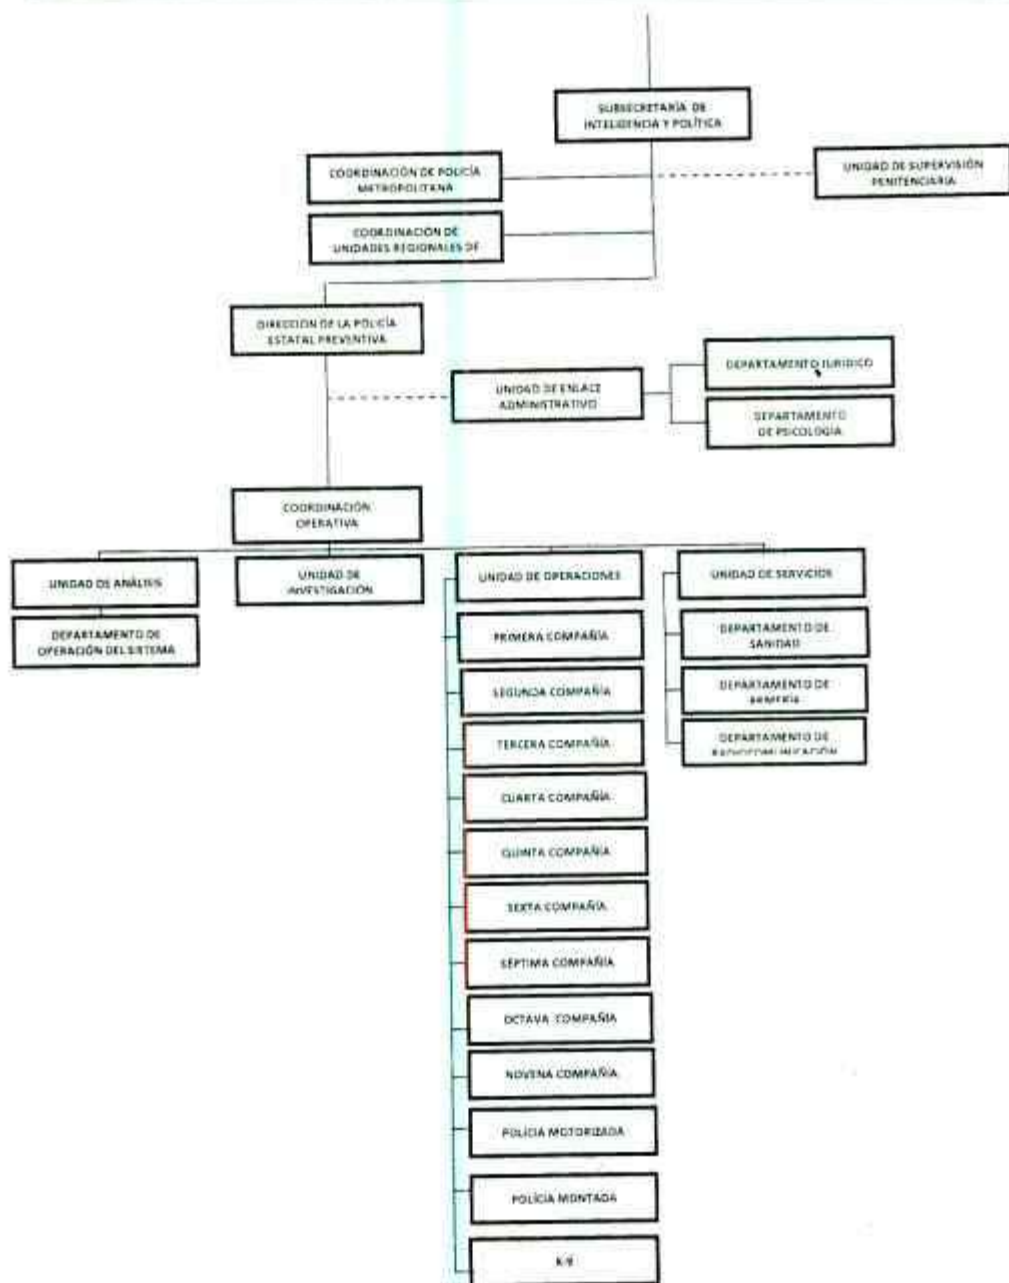 SUBSECRETARÍA DE
INTELIGENCIA Y POLÍTICA
COORDINACIÓN DE POLICÍA
METROPOLITANA
UNIDAD DE SUPERVISIÓN
PENITENCIARIA
COORDINACIÓN DE
UNIDADES REGIONALES DE
DIRECCIÓN DE LA POLICÍA
ESTATAL PREVENTIVA
UNIDAD DE ENLACE
ADMINISTRATIVO
DEPARTAMENTO JURIDICO
DEPARTAMENTO
DE PSICOLOGÍA
COORDINACIÓN
OPERATIVA
UNIDAD DE ANÁLISIS
DEPARTAMENTO DE
OPERACIÓN DEL SISTEMA
UNIDAD DE
INVESTIGACIÓN
UNIDAD DE OPERACIONES
PRIMERA COMPAÑÍA
SEGUNDA COMPAÑÍA
TERCERA COMPAÑÍA
CUARTA COMPAÑÍA
QUINTA COMPAÑÍA
SEXTA COMPAÑÍA
SÉPTIMA COMPAÑÍA
OCTAVA COMPAÑÍA
NOVENA COMPAÑÍA
POLICÍA MOTORIZADA
POLICÍA MONTADA
K-9
UNIDAD DE SERVICIOS
DEPARTAMENTO DE
SANIDAD
DEPARTAMENTO DE
ARMERÍA
DEPARTAMENTO DE
RADIOCOMUNICACIÓN